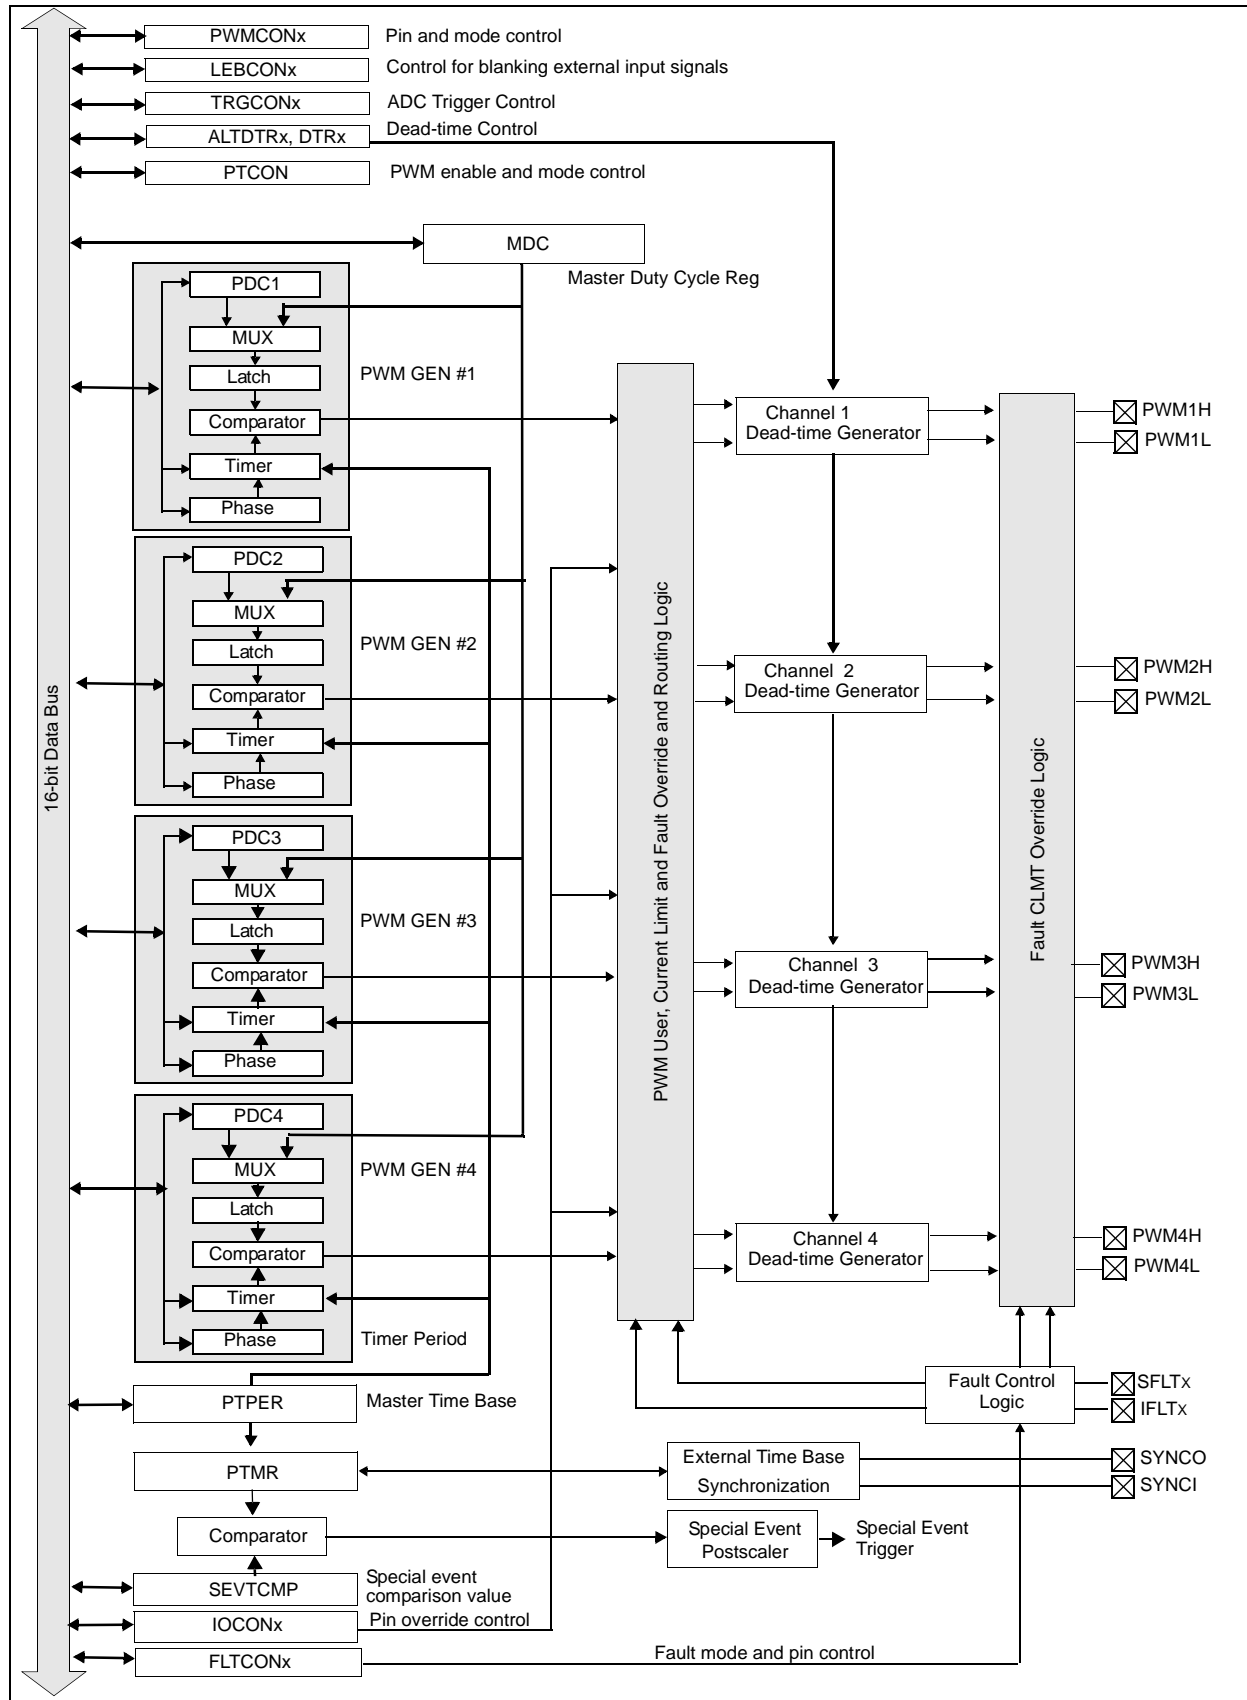 PWMCONx Pin and mode control
LEBCONx Control for blanking external input signals
TRGCONx ADC Trigger Control
ALTDTRx, DTRx Dead-time Control
PTCON PWM enable and mode control
MDC
Master Duty Cycle Reg
16-bit Data Bus
PDC1
MUX
PWM GEN #1
Latch
Comparator
Timer
Phase
PDC2
MUX
PWM GEN #2
Latch
Comparator
Timer
Phase
PDC3
MUX
PWM GEN #3
Latch
Comparator
Timer
Phase
PDC4
MUX
PWM GEN #4
Latch
Comparator
Timer
Phase
Timer Period
PTPER Master Time Base
PTMR
Comparator
SEVTCMP
Special event
comparison value
IOCONx Pin override control
FLTCONx Fault mode and pin control
PWM User, Current Limit and Fault Override and Routing Logic
Channel 1
Dead-time Generator
Channel 2
Dead-time Generator
Channel 3
Dead-time Generator
Channel 4
Dead-time Generator
Fault CLMT Override Logic
PWM1H
PWM1L
PWM2H
PWM2L
PWM3H
PWM3L
PWM4H
PWM4L
Fault Control
Logic
SFLTX
IFLTX
External Time Base
Synchronization
SYNCO
SYNCI
Special Event
Postscaler
Special Event
Trigger